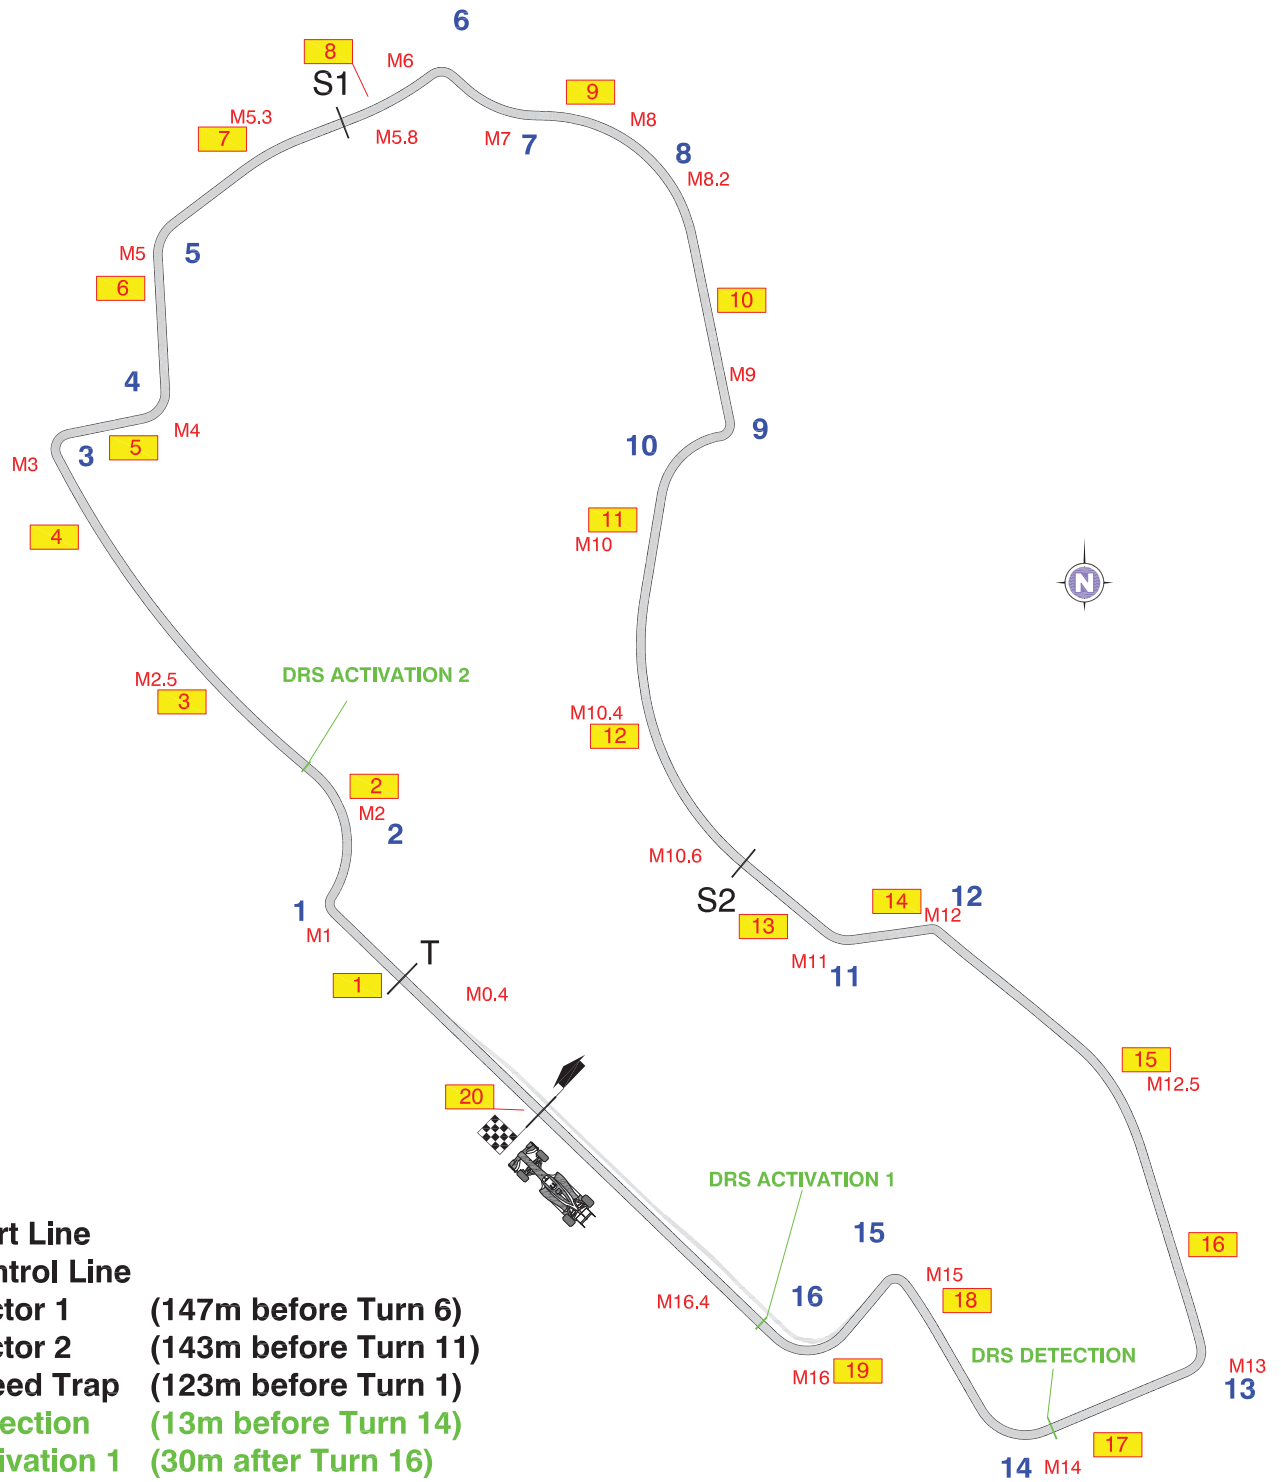 6
8
M6
S1
9
M5.3
7
M8
M5.8
M7
7
8
M8.2
M5
5
6
10
4
M9
M4
9
3
5
10
M3
11
4
M10
N
DRS ACTIVATION 2
M2.5
3
M10.4
12
2
M2
2
M10.6
S2
14
12
M12
1
13
M1
T
M11
11
1
M0.4
15
M12.5
20
DRS ACTIVATION 1
15
16
M15
16
18
M16.4
DRS DETECTION
M16
19
M13
13
17
14
M14
rt Line
ntrol Line
ctor 1 (147m before Turn 6)
ctor 2 (143m before Turn 11)
eed Trap (123m before Turn 1)
ection (13m before Turn 14)
ivation 1 (30m after Turn 16)